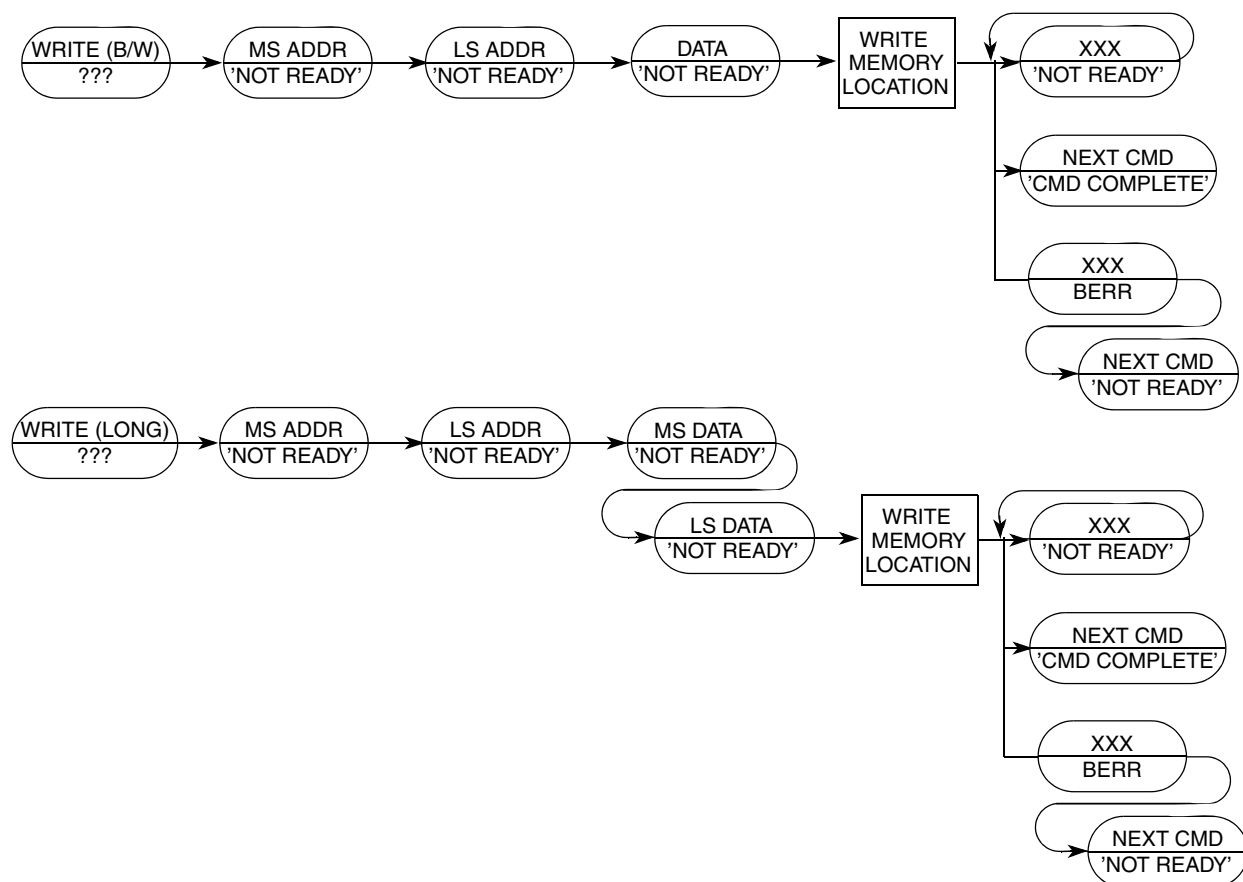 WRITE (B/W)
???
MS ADDR
'NOT READY'
LS ADDR
'NOT READY'
DATA
'NOT READY'
WRITE
MEMORY
LOCATION
XXX
'NOT READY'
NEXT CMD
'CMD COMPLETE'
XXX
BERR
NEXT CMD
'NOT READY'
WRITE (LONG)
???
MS ADDR
'NOT READY'
LS ADDR
'NOT READY'
MS DATA
'NOT READY'
LS DATA
'NOT READY'
WRITE
MEMORY
LOCATION
XXX
'NOT READY'
NEXT CMD
'CMD COMPLETE'
XXX
BERR
NEXT CMD
'NOT READY'